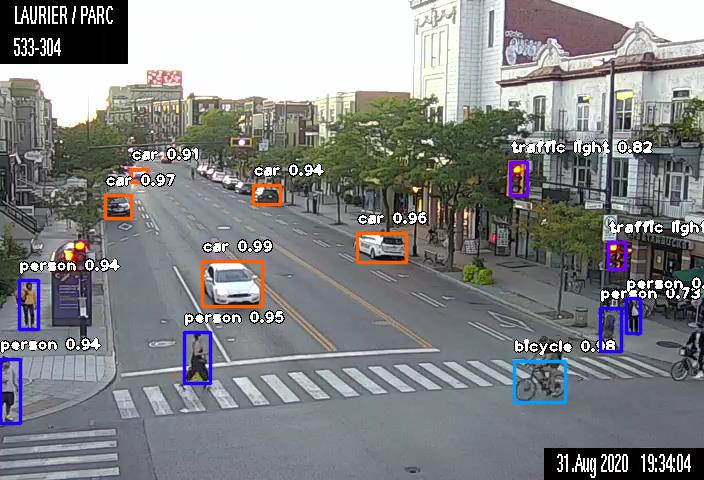 LAURIER / PARC
533-304
car 0.91
car 0.97
car 0.94
traffic light 0.82
car 0.96
traffic light
car 0.99
person 0.94
person 0.
person 0.73
person 0.95
person 0.94
bicycle 0.98
31.Aug 2020 19:34:04